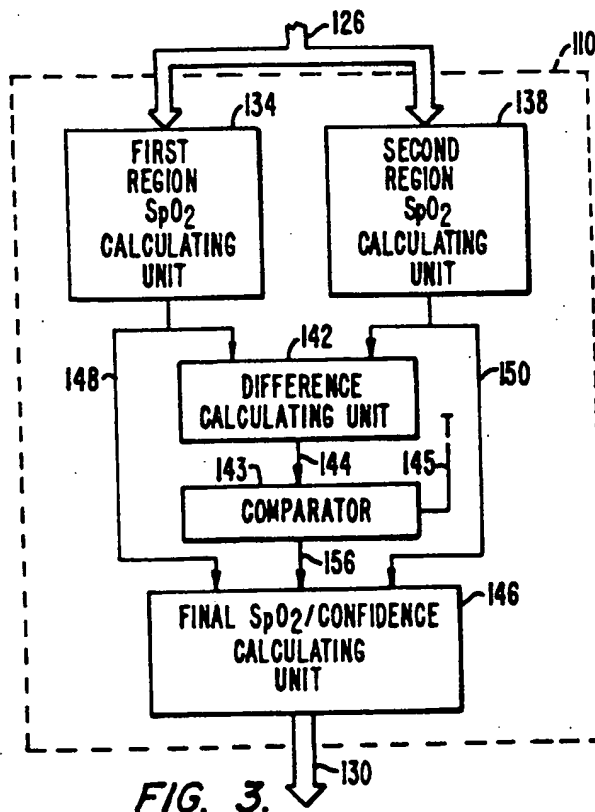 126
110
134
138
FIRST
REGION
SpO2
CALCULATING
UNIT
SECOND
REGION
SpO2
CALCULATING
UNIT
148
142
150
DIFFERENCE
CALCULATING UNIT
T
143
144
145
COMPARATOR
156
146
FINAL SpO2/CONFIDENCE
CALCULATING
UNIT
130
FIG. 3.